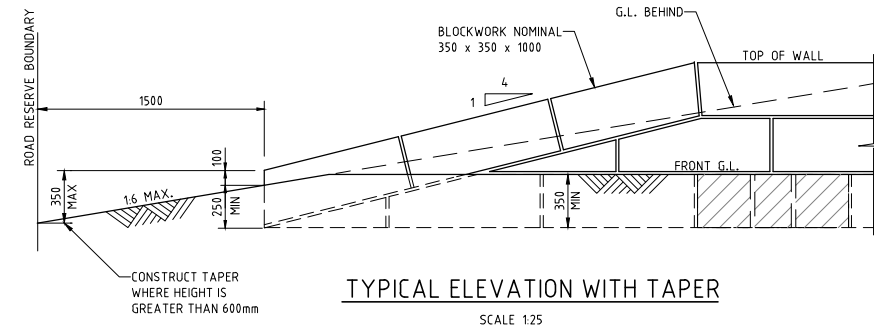 ROAD RESERVE BOUNDARY
G.L. BEHIND
BLOCKWORK NOMINAL
350 x 350 x 1000
TOP OF WALL
4
1
1500
100
350
MAX
1:6 MAX.
250
MIN
FRONT G.L.
350
MIN
CONSTRUCT TAPER
WHERE HEIGHT IS
GREATER THAN 600mm
TYPICAL ELEVATION WITH TAPER
SCALE 1:25